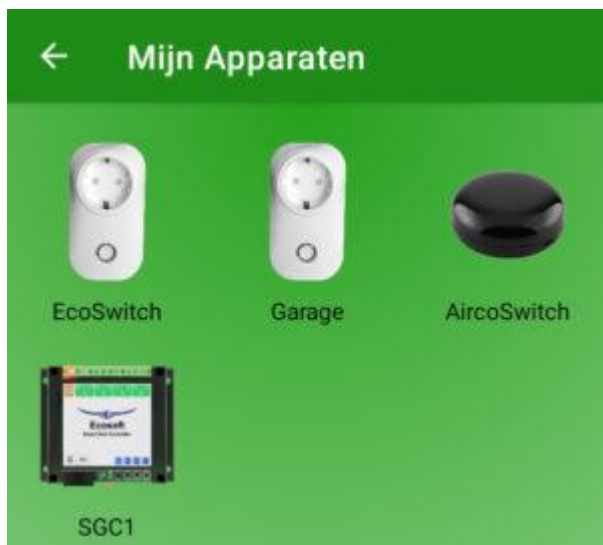 Mijn Apparaten
EcoSwitch
Garage
AircoSwitch
Ecosoft
SGC1